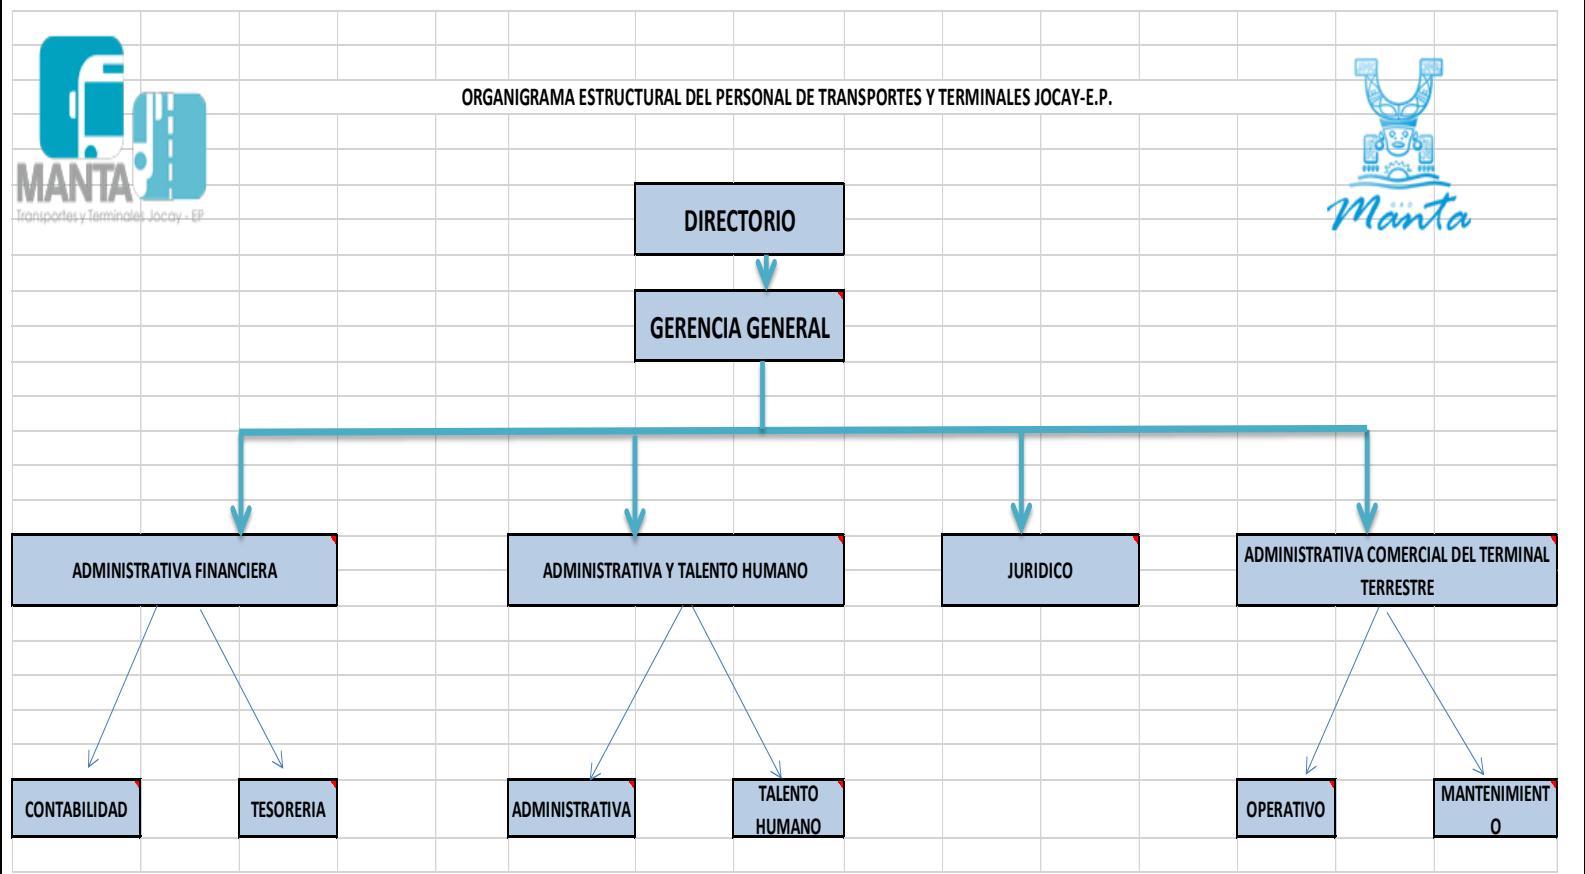 ORGANIGRAMA ESTRUCTURAL DEL PERSONAL DE TRANSPORTES Y TERMINALES JOCAY-E.P.
MANTA
Transportes y Terminales Jocay - EP
GAD
Manta
DIRECTORIO
GERENCIA GENERAL
ADMINISTRATIVA FINANCIERA
ADMINISTRATIVA Y TALENTO HUMANO
JURIDICO
ADMINISTRATIVA COMERCIAL DEL TERMINAL
TERRESTRE
CONTABILIDAD
TESORERIA
ADMINISTRATIVA
TALENTO
HUMANO
OPERATIVO
MANTENIMIENT
O